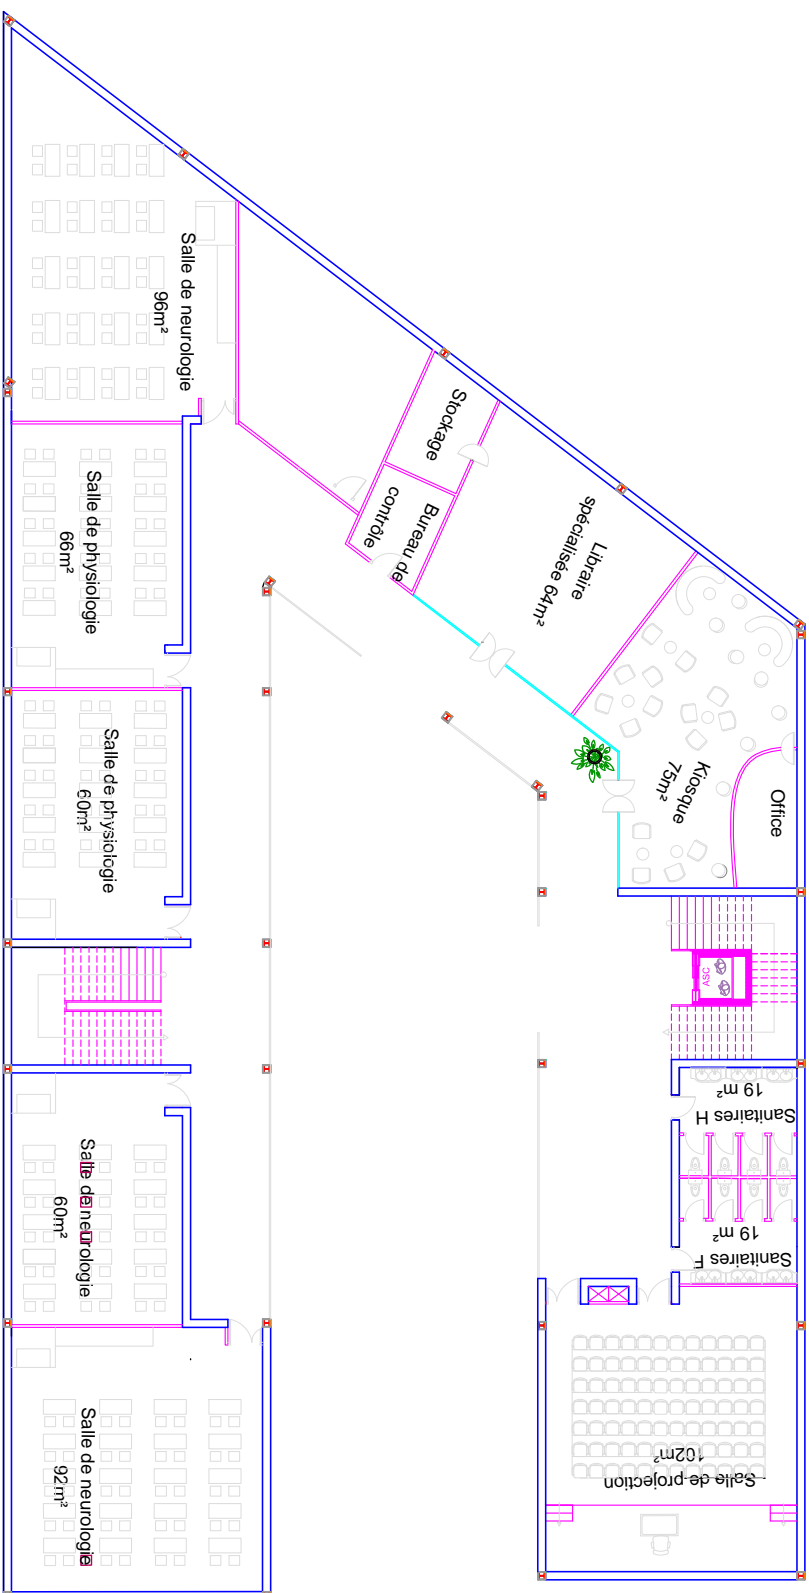 Salle de neurologie
96m²
Stockage
Bureau de
contrôle
Libraire
spécialisée 64m²
Salle de physiologie
66m²
Kiosque
75m²
Office
Salle de physiologie
60m²
ASC
Sanitaires H
19 m²
Sanitaires F
19 m²
Salle de neurologie
60m²
Salle de projection
102m²
Salle de neurologie
92m²